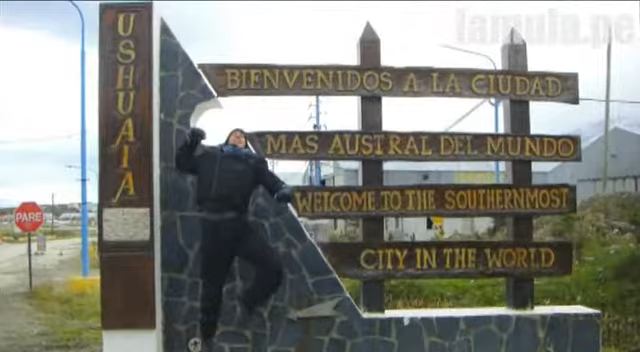 lamula.pe
USHUAIA
BIENVENIDOS A LA CIUDAD
MAS AUSTRAL DEL MUNDO
WELCOME TO THE SOUTHERNMOST
CITY IN THE WORLD
PARE